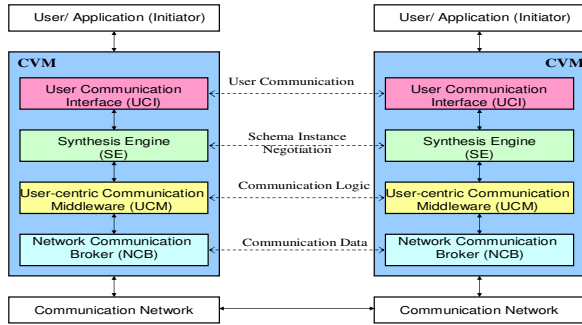 User/ Application (Initiator)
User/ Application (Initiator)
CVM
CVM
User Communication
Interface (UCI)
User Communication
User Communication
Interface (UCI)
Synthesis Engine
(SE)
Schema Instance
Negotiation
Synthesis Engine
(SE)
User-centric Communication
Middleware (UCM)
Communication Logic
User-centric Communication
Middleware (UCM)
Network Communication
Broker (NCB)
Communication Data
Network Communication
Broker (NCB)
Communication Network
Communication Network